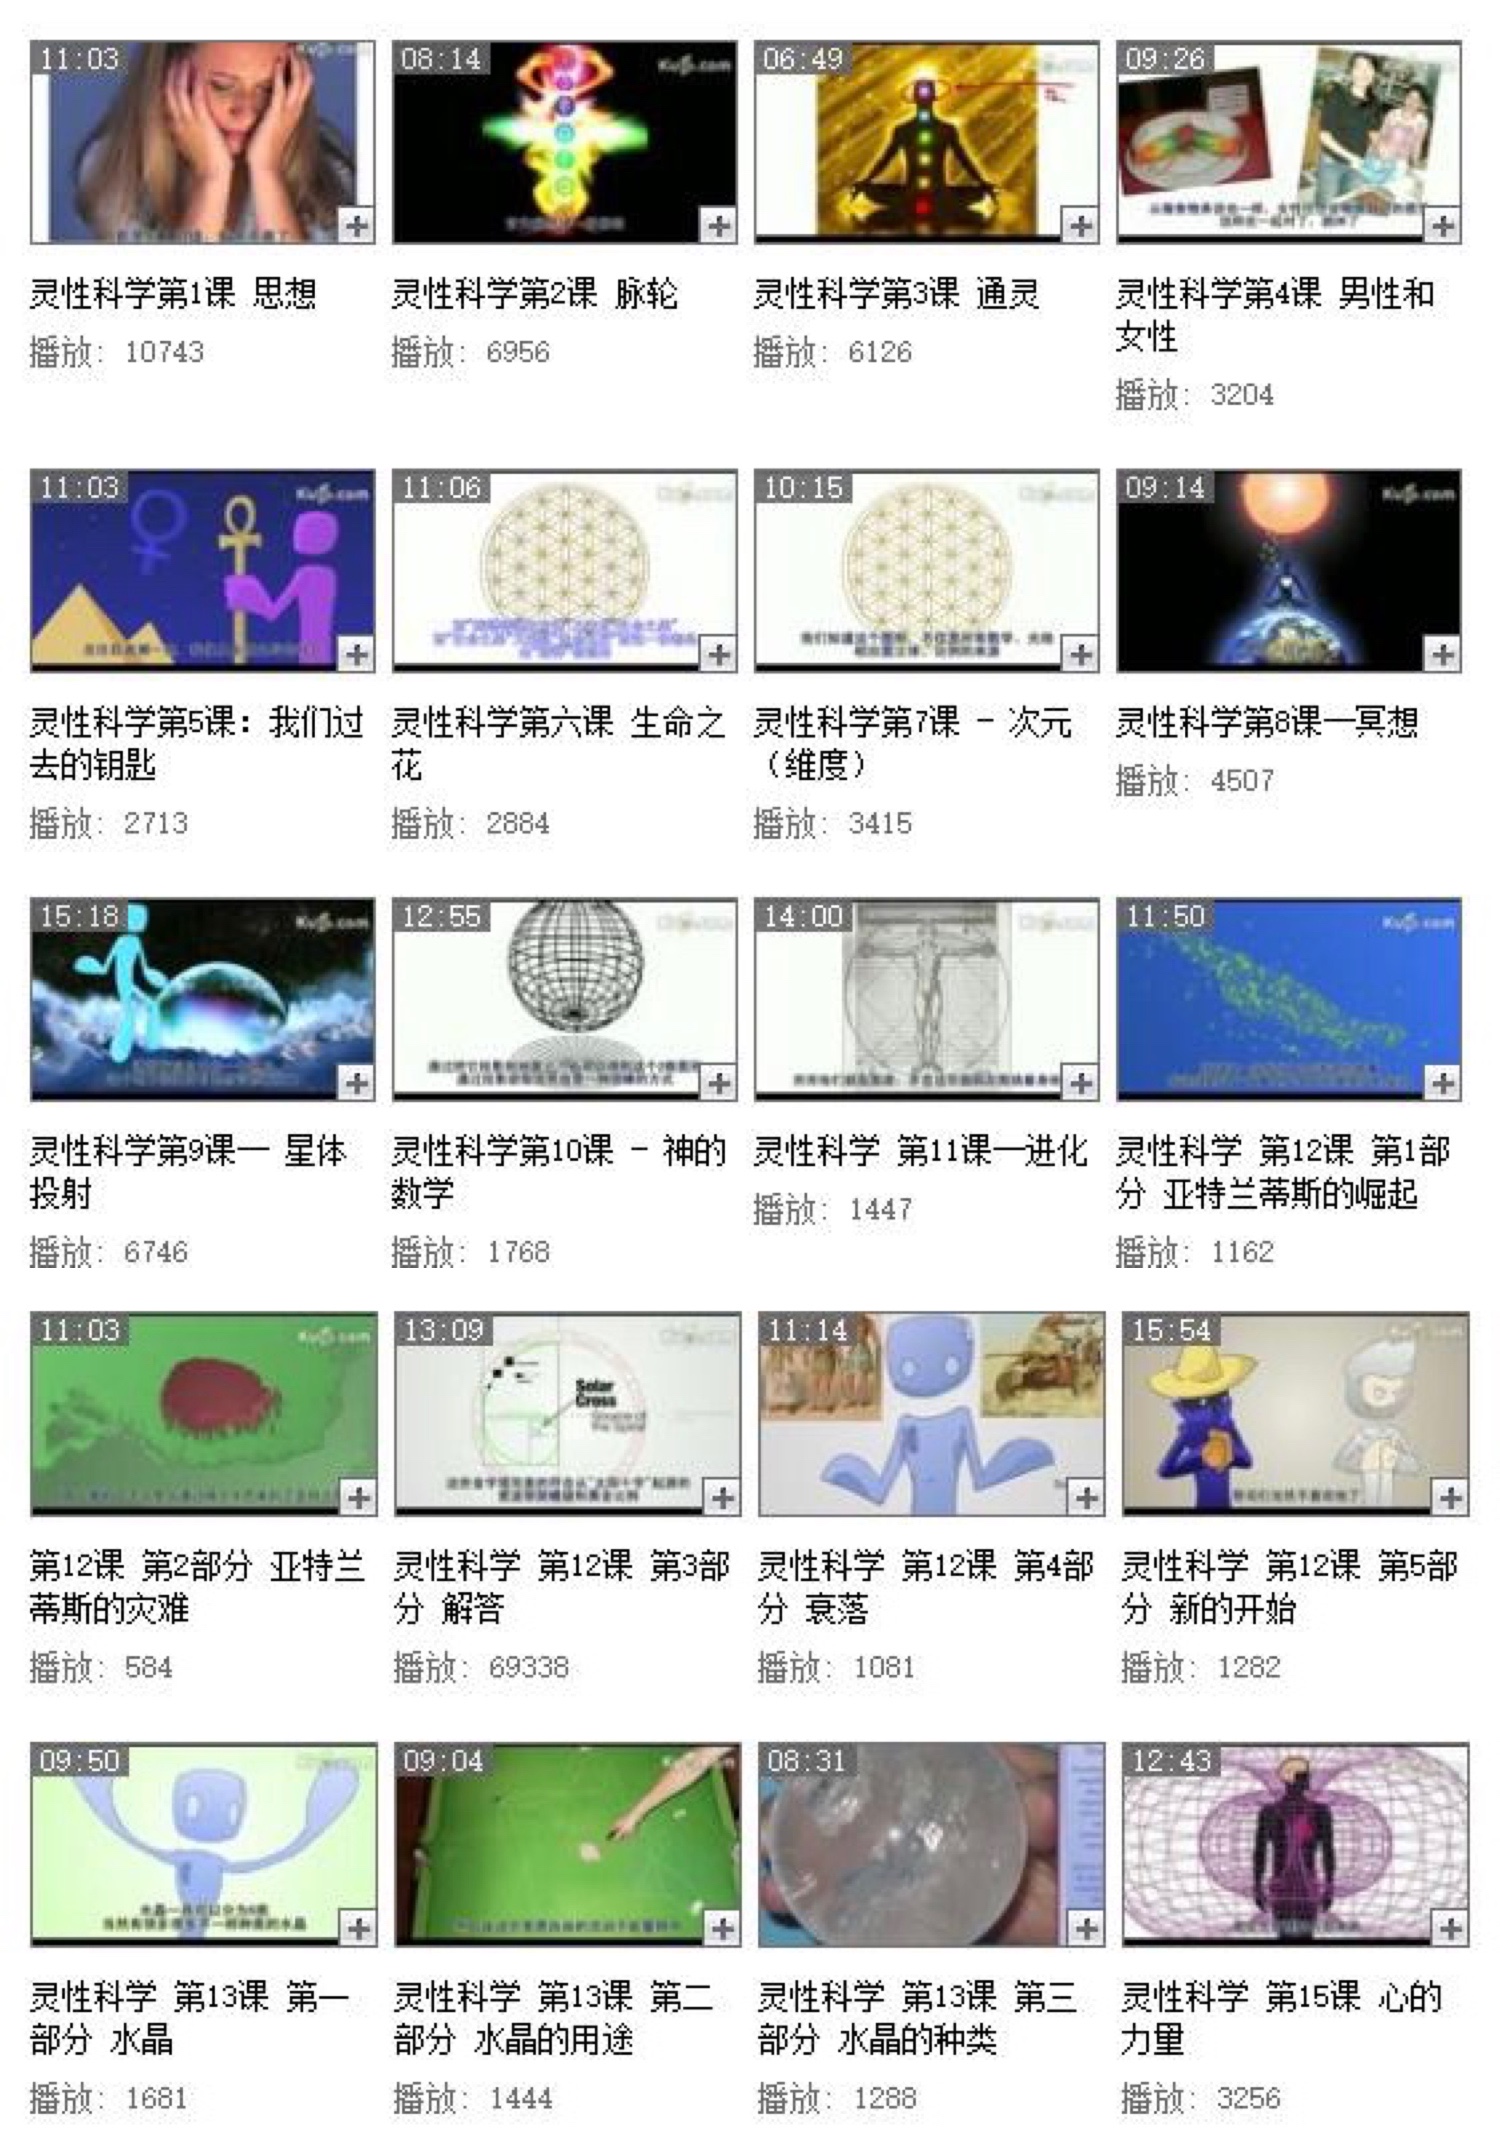 11:03
08:14
06:49
09:26
灵性科学第1课 思想
灵性科学第2课 脉轮
灵性科学第3课 通灵
灵性科学第4课 男性和
女性
播放: 10743
播放: 6956
播放: 6126
播放: 3204
11:03
11:06
10:15
09:14
灵性科学第5课：我们过
去的钥匙
灵性科学第六课 生命之
花
灵性科学第7课 - 次元
（维度）
灵性科学第8课—冥想
播放: 2713
播放: 2884
播放: 3415
播放: 4507
15:18
12:55
14:00
11:50
灵性科学第9课— 星体
投射
灵性科学第10课 - 神的
数学
灵性科学 第11课—进化
灵性科学 第12课 第1部
分 亚特兰蒂斯的崛起
播放: 6746
播放: 1768
播放: 1447
播放: 1162
11:03
13:09
Solar
Cross
11:14
15:54
第12课 第2部分 亚特兰
蒂斯的灾难
灵性科学 第12课 第3部
分 解答
灵性科学 第12课 第4部
分 衰落
灵性科学 第12课 第5部
分 新的开始
播放: 584
播放: 69338
播放: 1081
播放: 1282
09:50
09:04
08:31
12:43
灵性科学 第13课 第一
部分 水晶
灵性科学 第13课 第二
部分 水晶的用途
灵性科学 第13课 第三
部分 水晶的种类
灵性科学 第15课 心的
力量
播放: 1681
播放: 1444
播放: 1288
播放: 3256